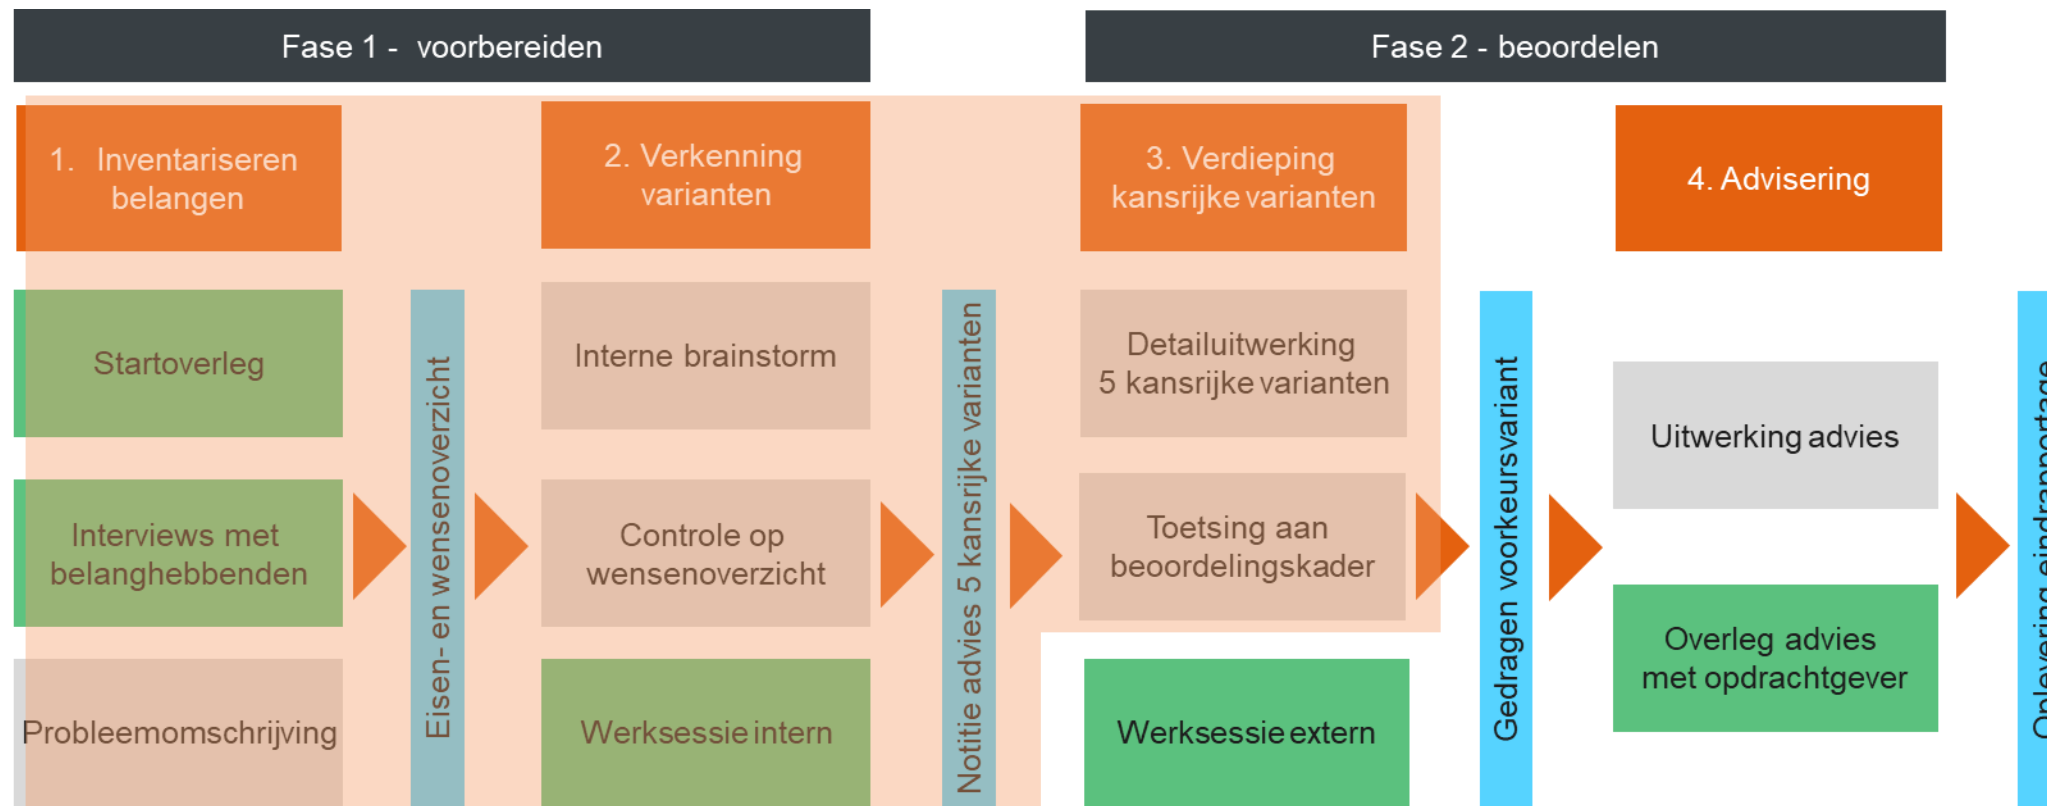 Fase 1 - voorbereiden
Fase 2 - beoordelen
1. Inventariseren
belangen
2. Verkenning
varianten
3. Verdieping
kansrijke varianten
4. Advisering
Startoverleg
Interviews met
belanghebbenden
Probleemomschrijving
Eisen- en wensenoverzicht
Interne brainstorm
Controle op
wensenoverzicht
Werksessie intern
Notitie advies 5 kansrijke varianten
Detailuitwerking
5 kansrijke varianten
Toetsing aan
beoordelingskader
Werksessie extern
Gedragen voorkeursvariant
Uitwerking advies
Overleg advies
met opdrachtgever
Oplevering eindrapportage